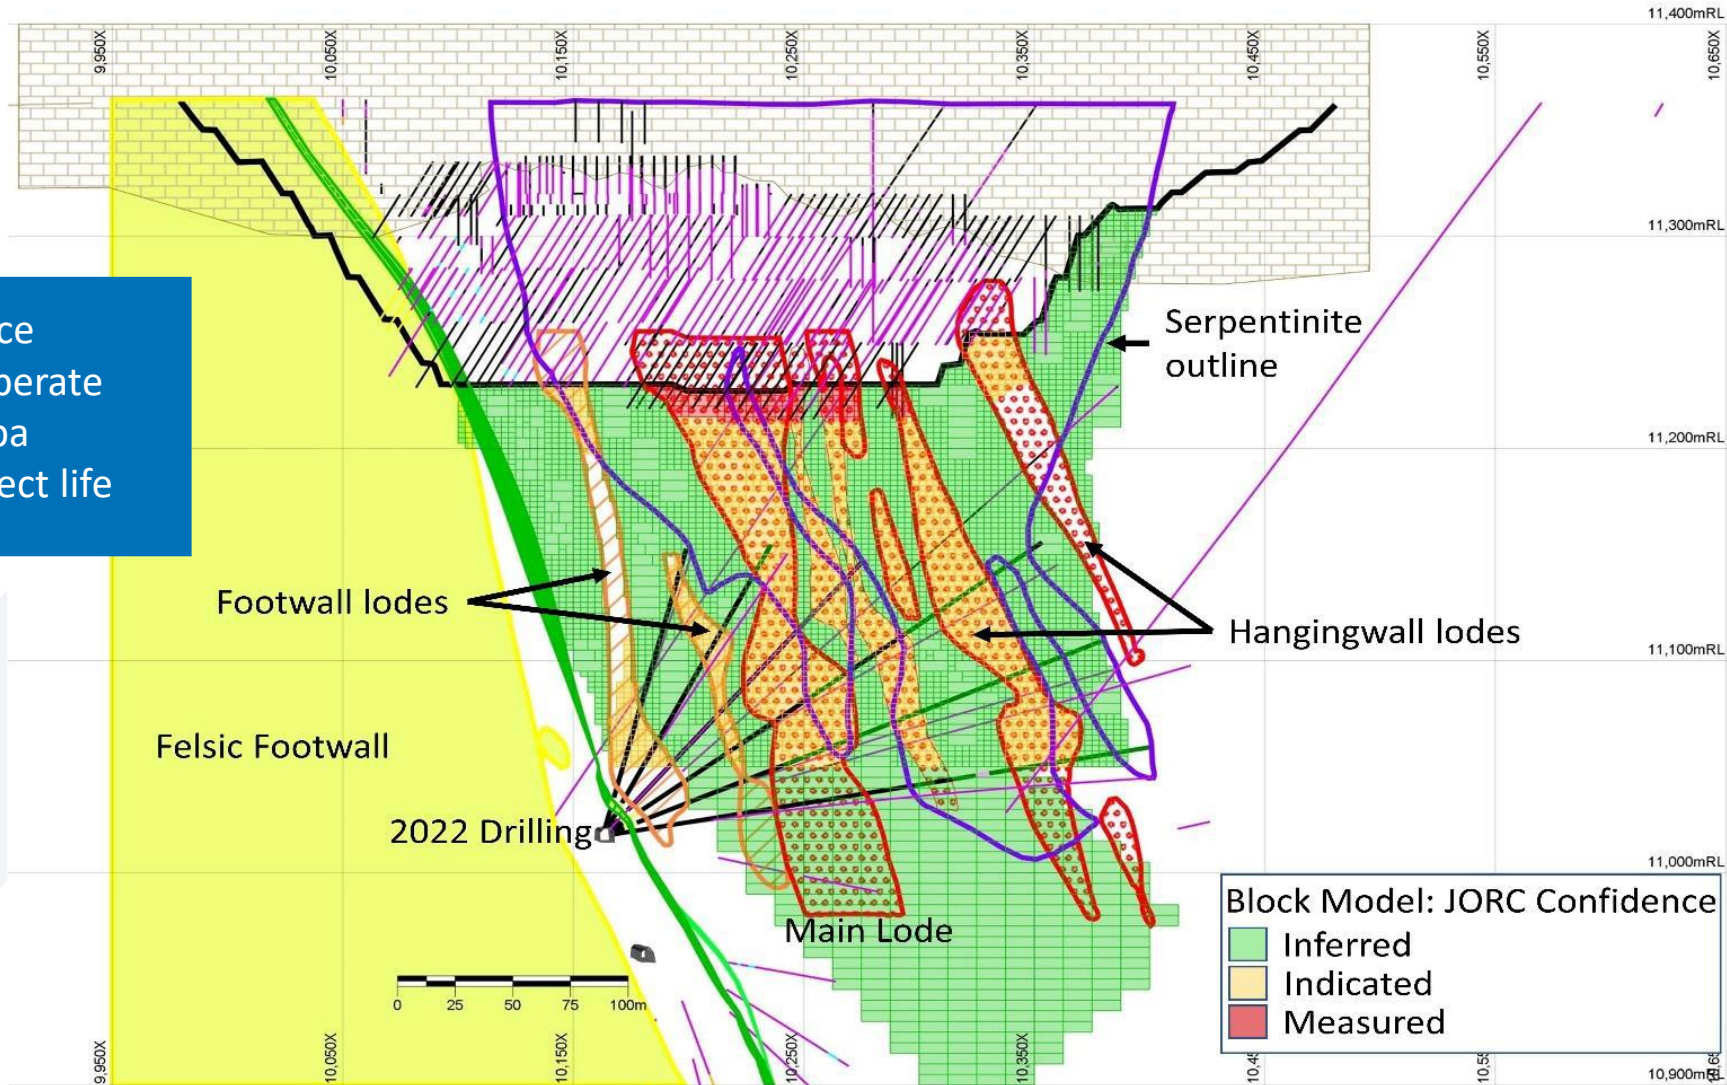 11,400mRL
9,950X
10,050X
10,150X
10,250X
10,350X
10,450X
10,550X
10,650X
11,300mRL
Serpentinite
outline
11,200mRL
ect life
Footwall lodes
Hangingwall lodes
11,100mRL
Felsic Footwall
2022 Drilling
11,000mRL
Main Lode
Block Model: JORC Confidence
Inferred
Indicated
Measured
0 25 50 75 100m
9,950X
10,050X
10,150X
10,250X
10,350X
10,900mRL